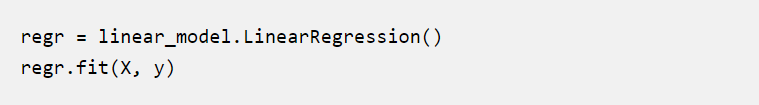 regr = linear_model.LinearRegression()
regr.fit(X, y)